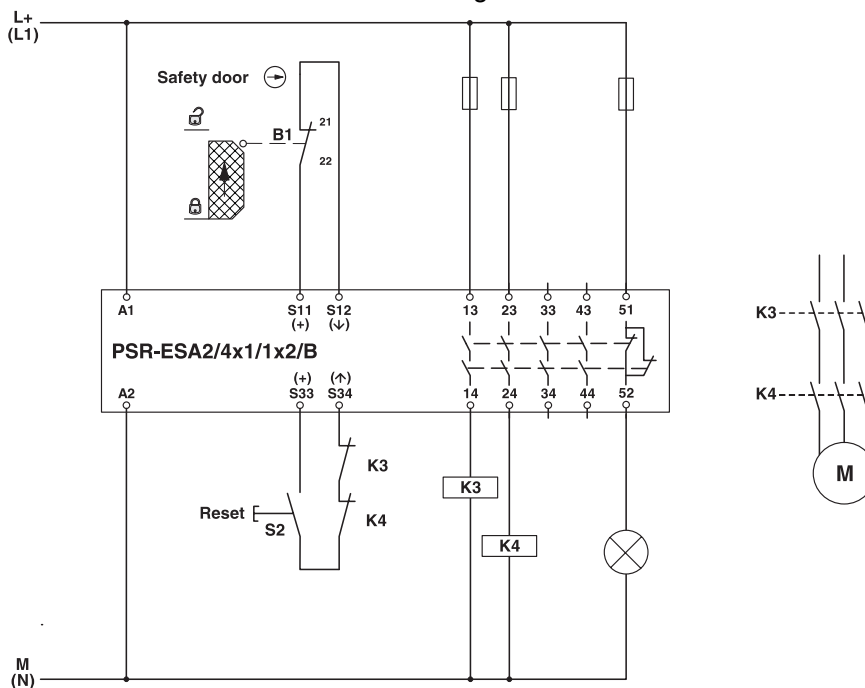 g
L+
(L1)
Safety door
B1
21
22
A1
S11
(+)
S12
(↓)
13
23
33
43
51
PSR-ESA2/4x1/1x2/B
(+)
(↑)
A2
S33
S34
14
24
34
44
52
K3
K4
Reset
S2
K3
K4
K3
K4
M
M
(N)